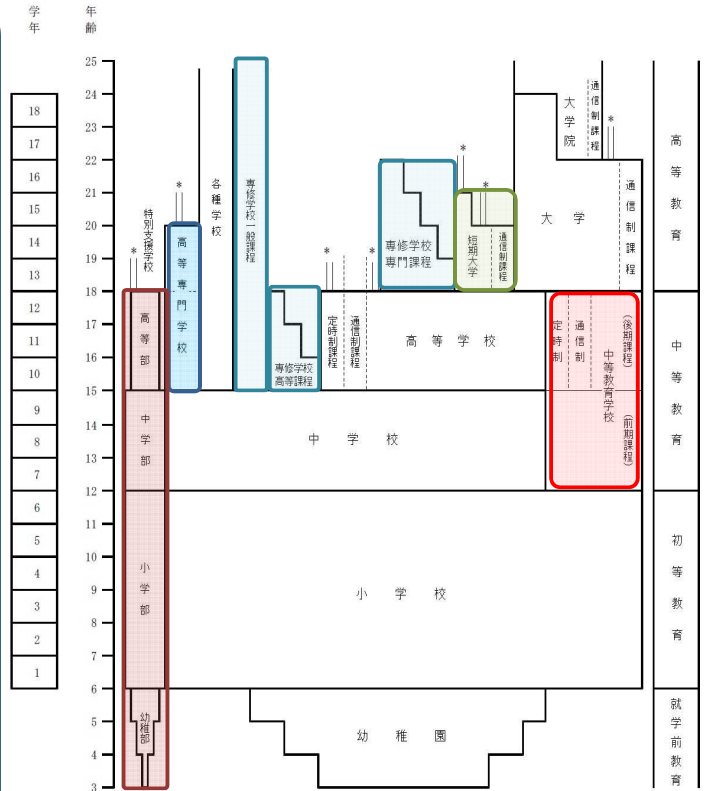 学年
年齢
25
24
23
22
21
20
19
18
17
16
15
14
13
12
11
10
9
8
7
6
5
4
3
18
17
16
15
14
13
12
11
10
9
8
7
6
5
4
3
2
1
大学院
通信制課程
*
大学
通信制課程
*
*
短期大学
通信制課程
専修学校
専門課程
専修学校一般課程
各種学校
*
高等専門学校
特別支援学校
*
高等部
中学部
小学部
幼稚部
専修学校
高等課程
*
定時制課程
通信制課程
*
高等学校
定時制
通信制
中等教育学校
(後期課程)
(前期課程)
中学校
小学校
幼稚園
高等教育
中等教育
初等教育
就学前教育